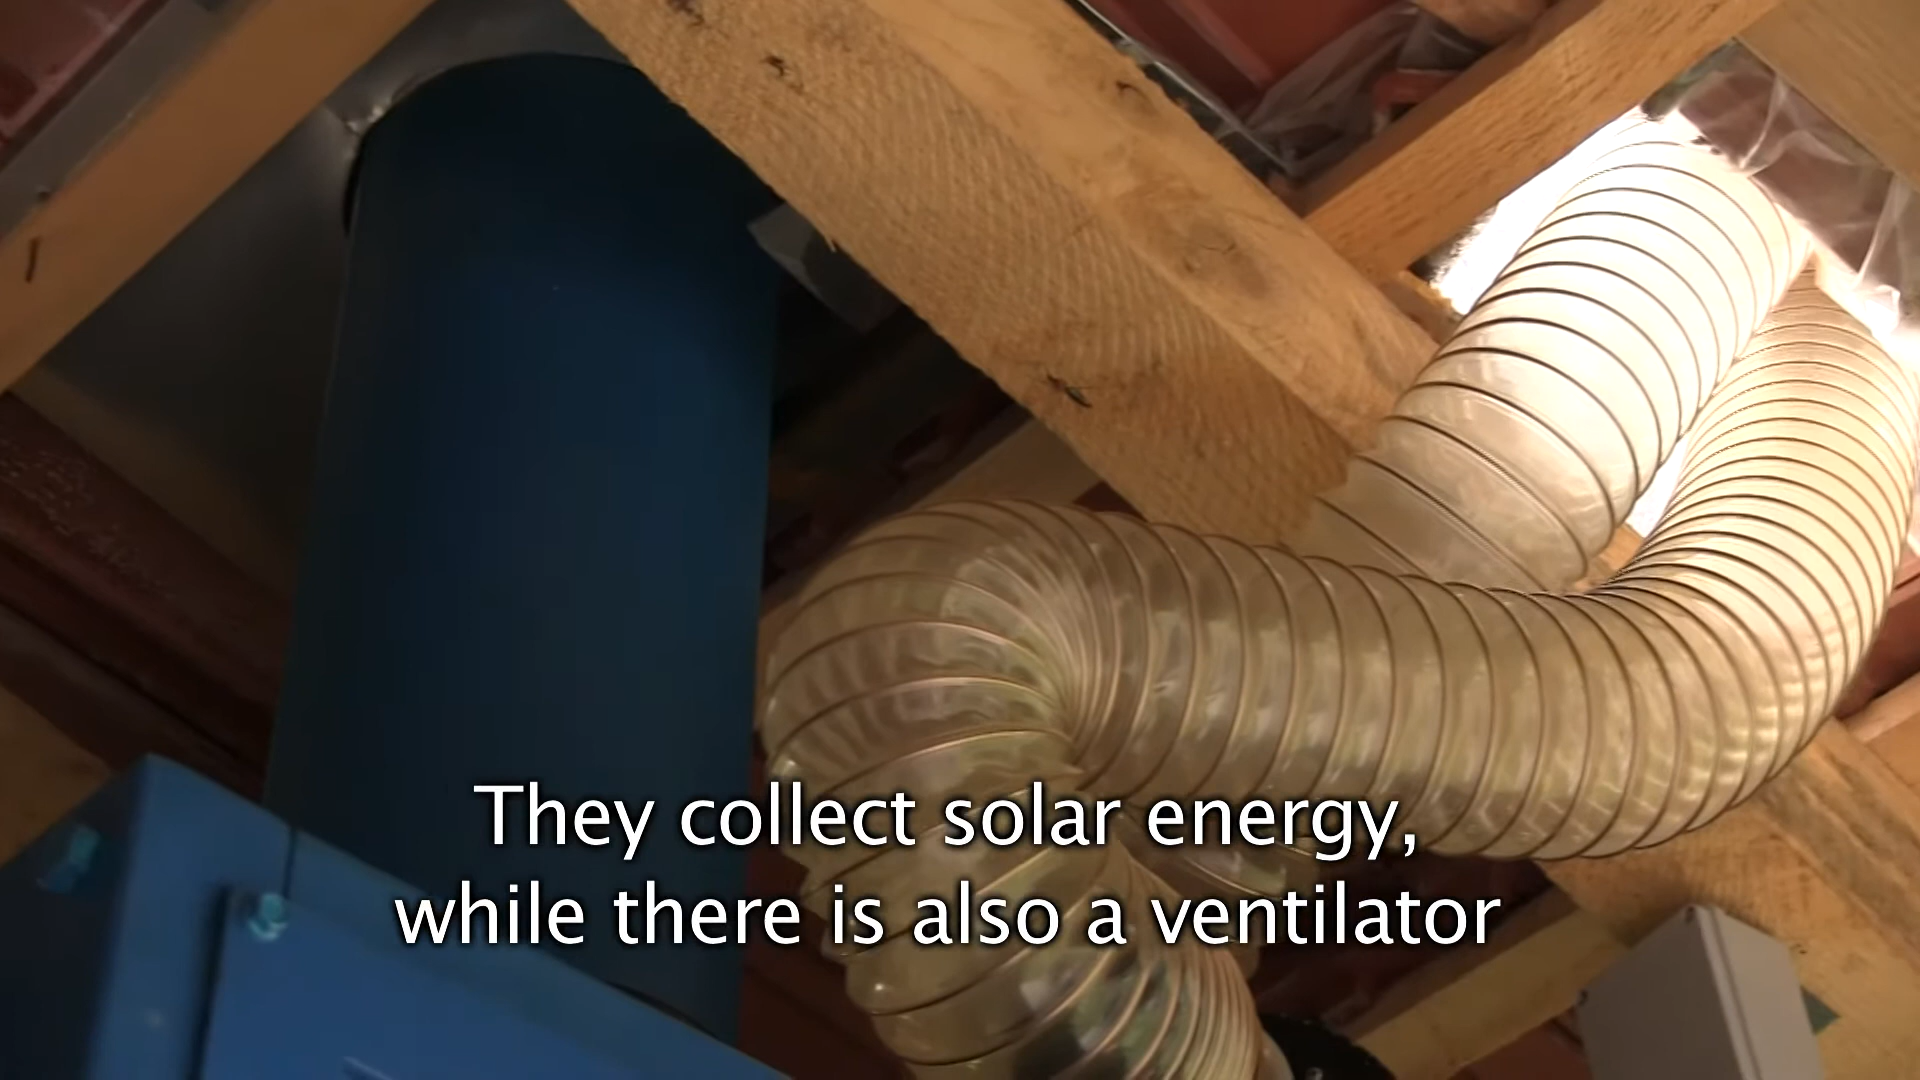 They collect solar energy,
while there is also a ventilator